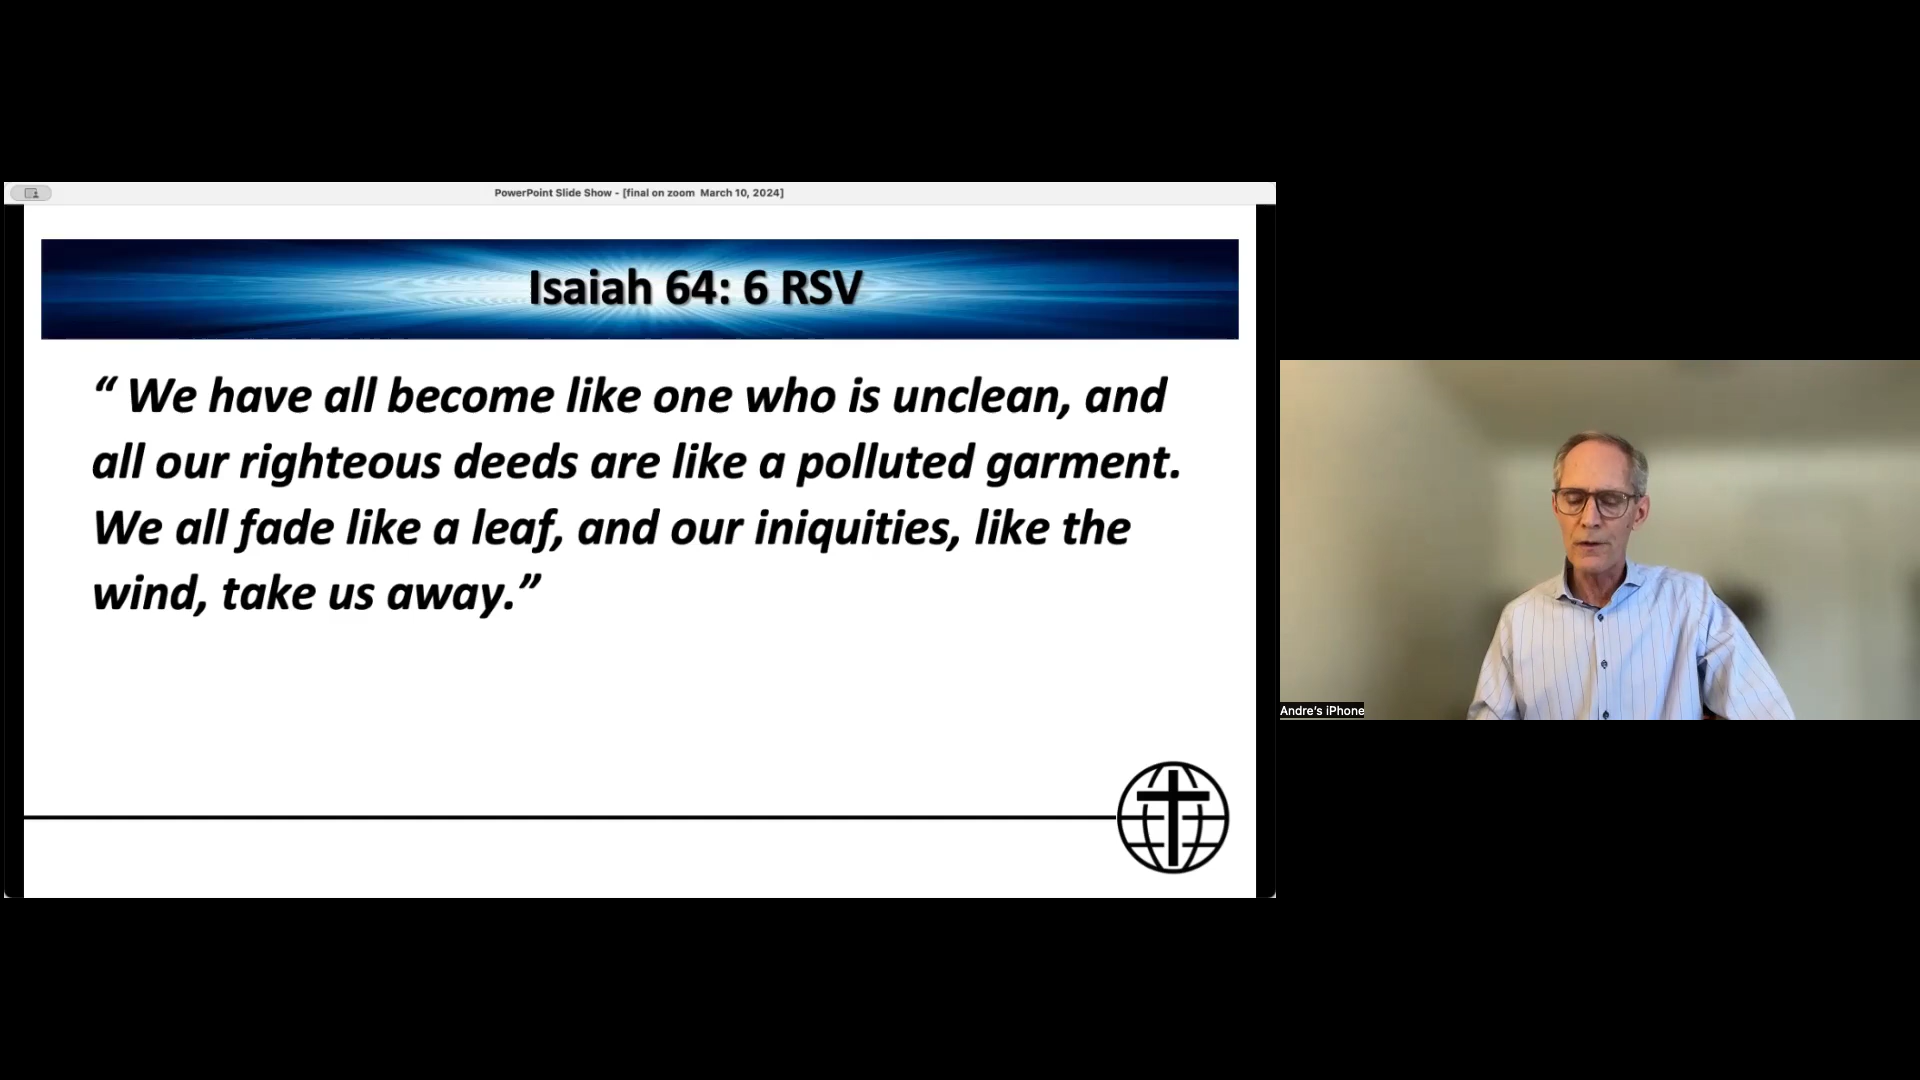 PowerPoint Slide Show - [final on zoom  March 10, 2024]
Isaiah 64: 6 RSV
“ We have all become like one who is unclean, and
all our righteous deeds are like a polluted garment.
We all fade like a leaf, and our iniquities, like the
wind, take us away.”
Andre’s iPhone